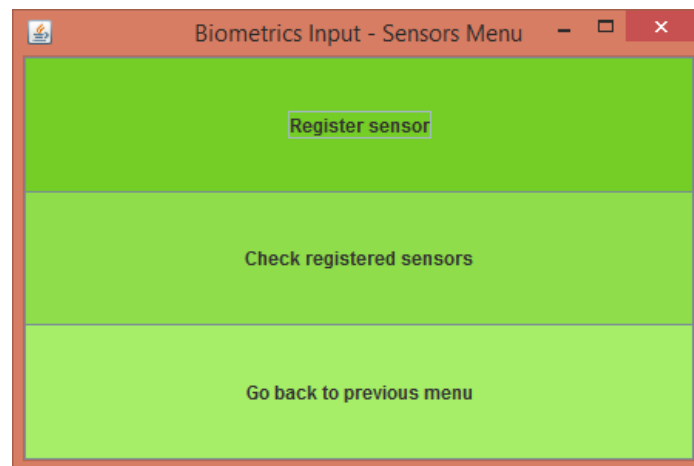 Biometrics Input - Sensors Menu
Register sensor
Check registered sensors
Go back to previous menu